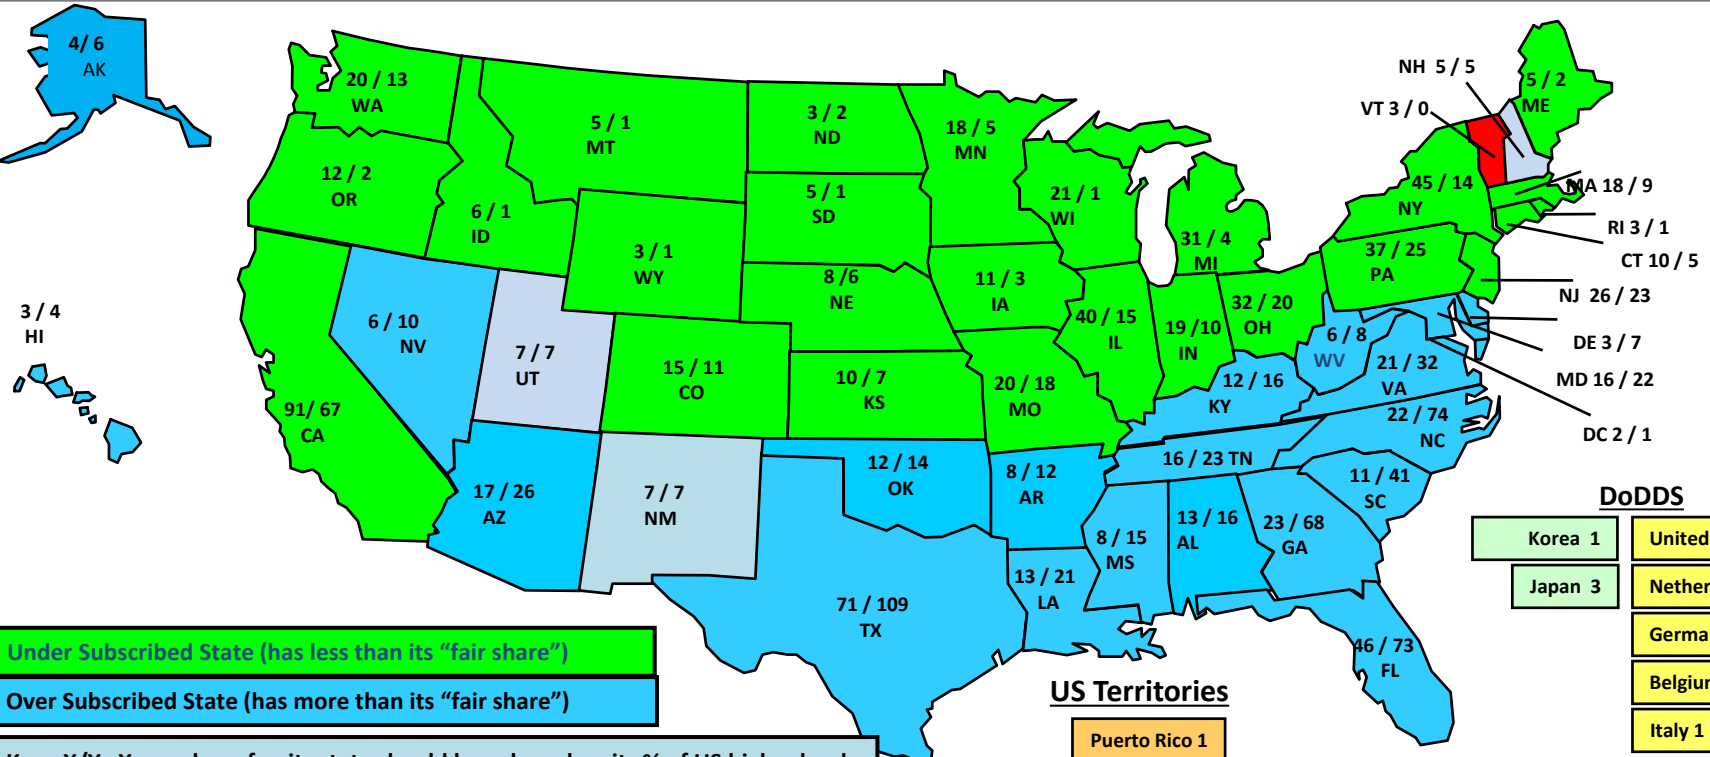 4/ 6
AK
20 / 13
WA
5 / 1
MT
3 / 2
ND
18 / 5
MN
NH 5 / 5
VT 3 / 0
5 / 2
ME
12 / 2
OR
6 / 1
ID
5 / 1
SD
21 / 1
WI
31 / 4
MI
45 / 14
NY
MA 18 / 9
RI 3 / 1
CT 10 / 5
3 / 1
WY
8 /6
NE
11 / 3
IA
37 / 25
PA
NJ 26 / 23
3 / 4
HI
6 / 10
NV
7 / 7
UT
15 / 11
CO
10 / 7
KS
20 / 18
MO
40 / 15
IL
19 /10
IN
32 / 20
OH
6 / 8
WV
21 / 32
VA
DE 3 / 7
MD 16 / 22
DC 2 / 1
91/ 67
CA
12 / 16
KY
22 / 74
NC
16 / 23 TN
17 / 26
AZ
7 / 7
NM
12 / 14
OK
8 / 12
AR
11 / 41
SC
8 / 15
MS
13 / 16
AL
23 / 68
GA
71 / 109
TX
13 / 21
LA
46 / 73
FL
DoDDS
Korea 1
United
Japan 3
Nether
Germa
Belgiu
Italy 1
Under Subscribed State (has less than its “fair share”)
Over Subscribed State (has more than its “fair share”)
US Territories
Puerto Rico 1